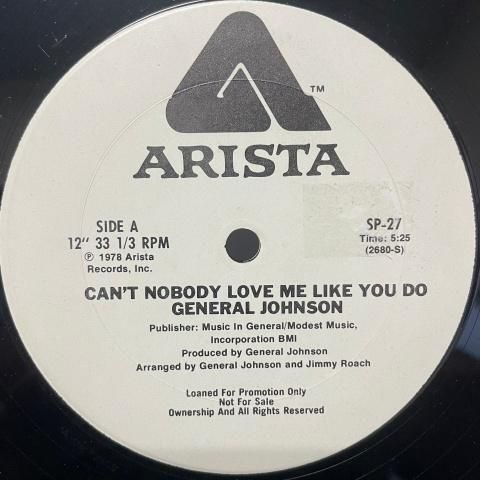 TM
ARISTA
SIDE A
12" 33 1/3 RPM
℗ 1978 Arista
Records, Inc.
SP-27
Time: 5:25
(2680-S)
CAN'T NOBODY LOVE ME LIKE YOU DO
GENERAL JOHNSON
Publisher: Music In General/Modest Music,
Incorporation BMI
Produced by General Johnson
Arranged by General Johnson and Jimmy Roach
Loaned For Promotion Only
Not For Sale
Ownership And All Rights Reserved